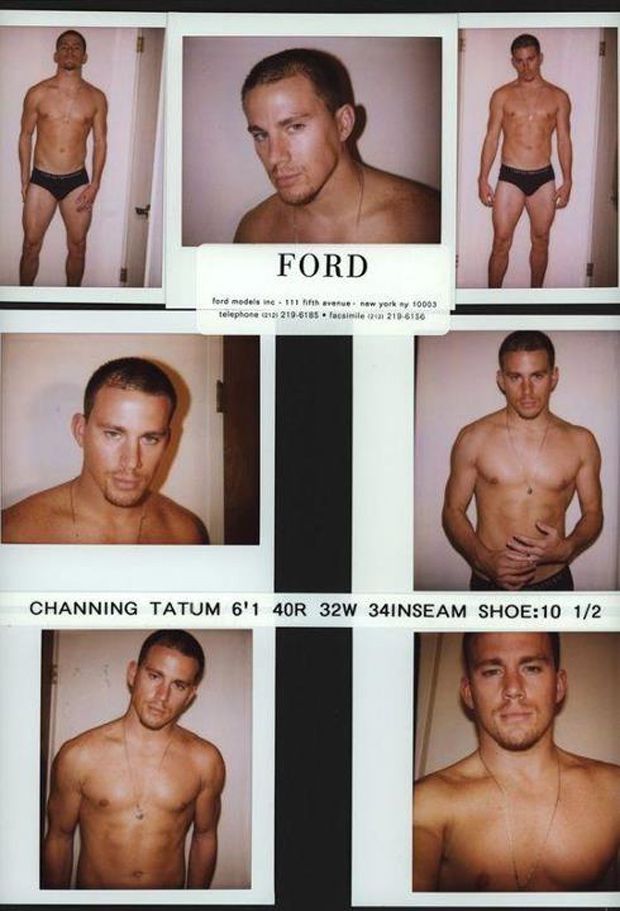 FORD
ford models inc - 111 fifth avenue - new york ny 10003
telephone (212) 219-6185 • facsimile (212) 219-6156
CHANNING TATUM 6'1 40R 32W 34INSEAM SHOE:10 1/2